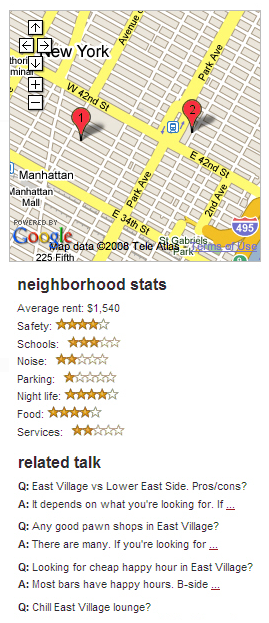 New York
Avenue
W 42nd St
Park Ave
1
2
E 42nd St
Manhattan
Manhattan
Mall
Park Ave
2nd Ave
E 34th St
495
POWERED BY
Google
St Gabriels
Park
Map data ©2008 Tele Atlas - Terms of Use
225 Fifth
neighborhood stats
Average rent: $1,540
Safety:
Schools:
Noise:
Parking:
Night life:
Food:
Services:
related talk
Q: East Village vs Lower East Side. Pros/cons?
A: It depends on what you're looking for. If ...
Q: Any good pawn shops in East Village?
A: There are many. If you're looking for ...
Q: Looking for cheap happy hour in East Village?
A: Most bars have happy hours. B-side ...
Q: Chill East Village lounge?